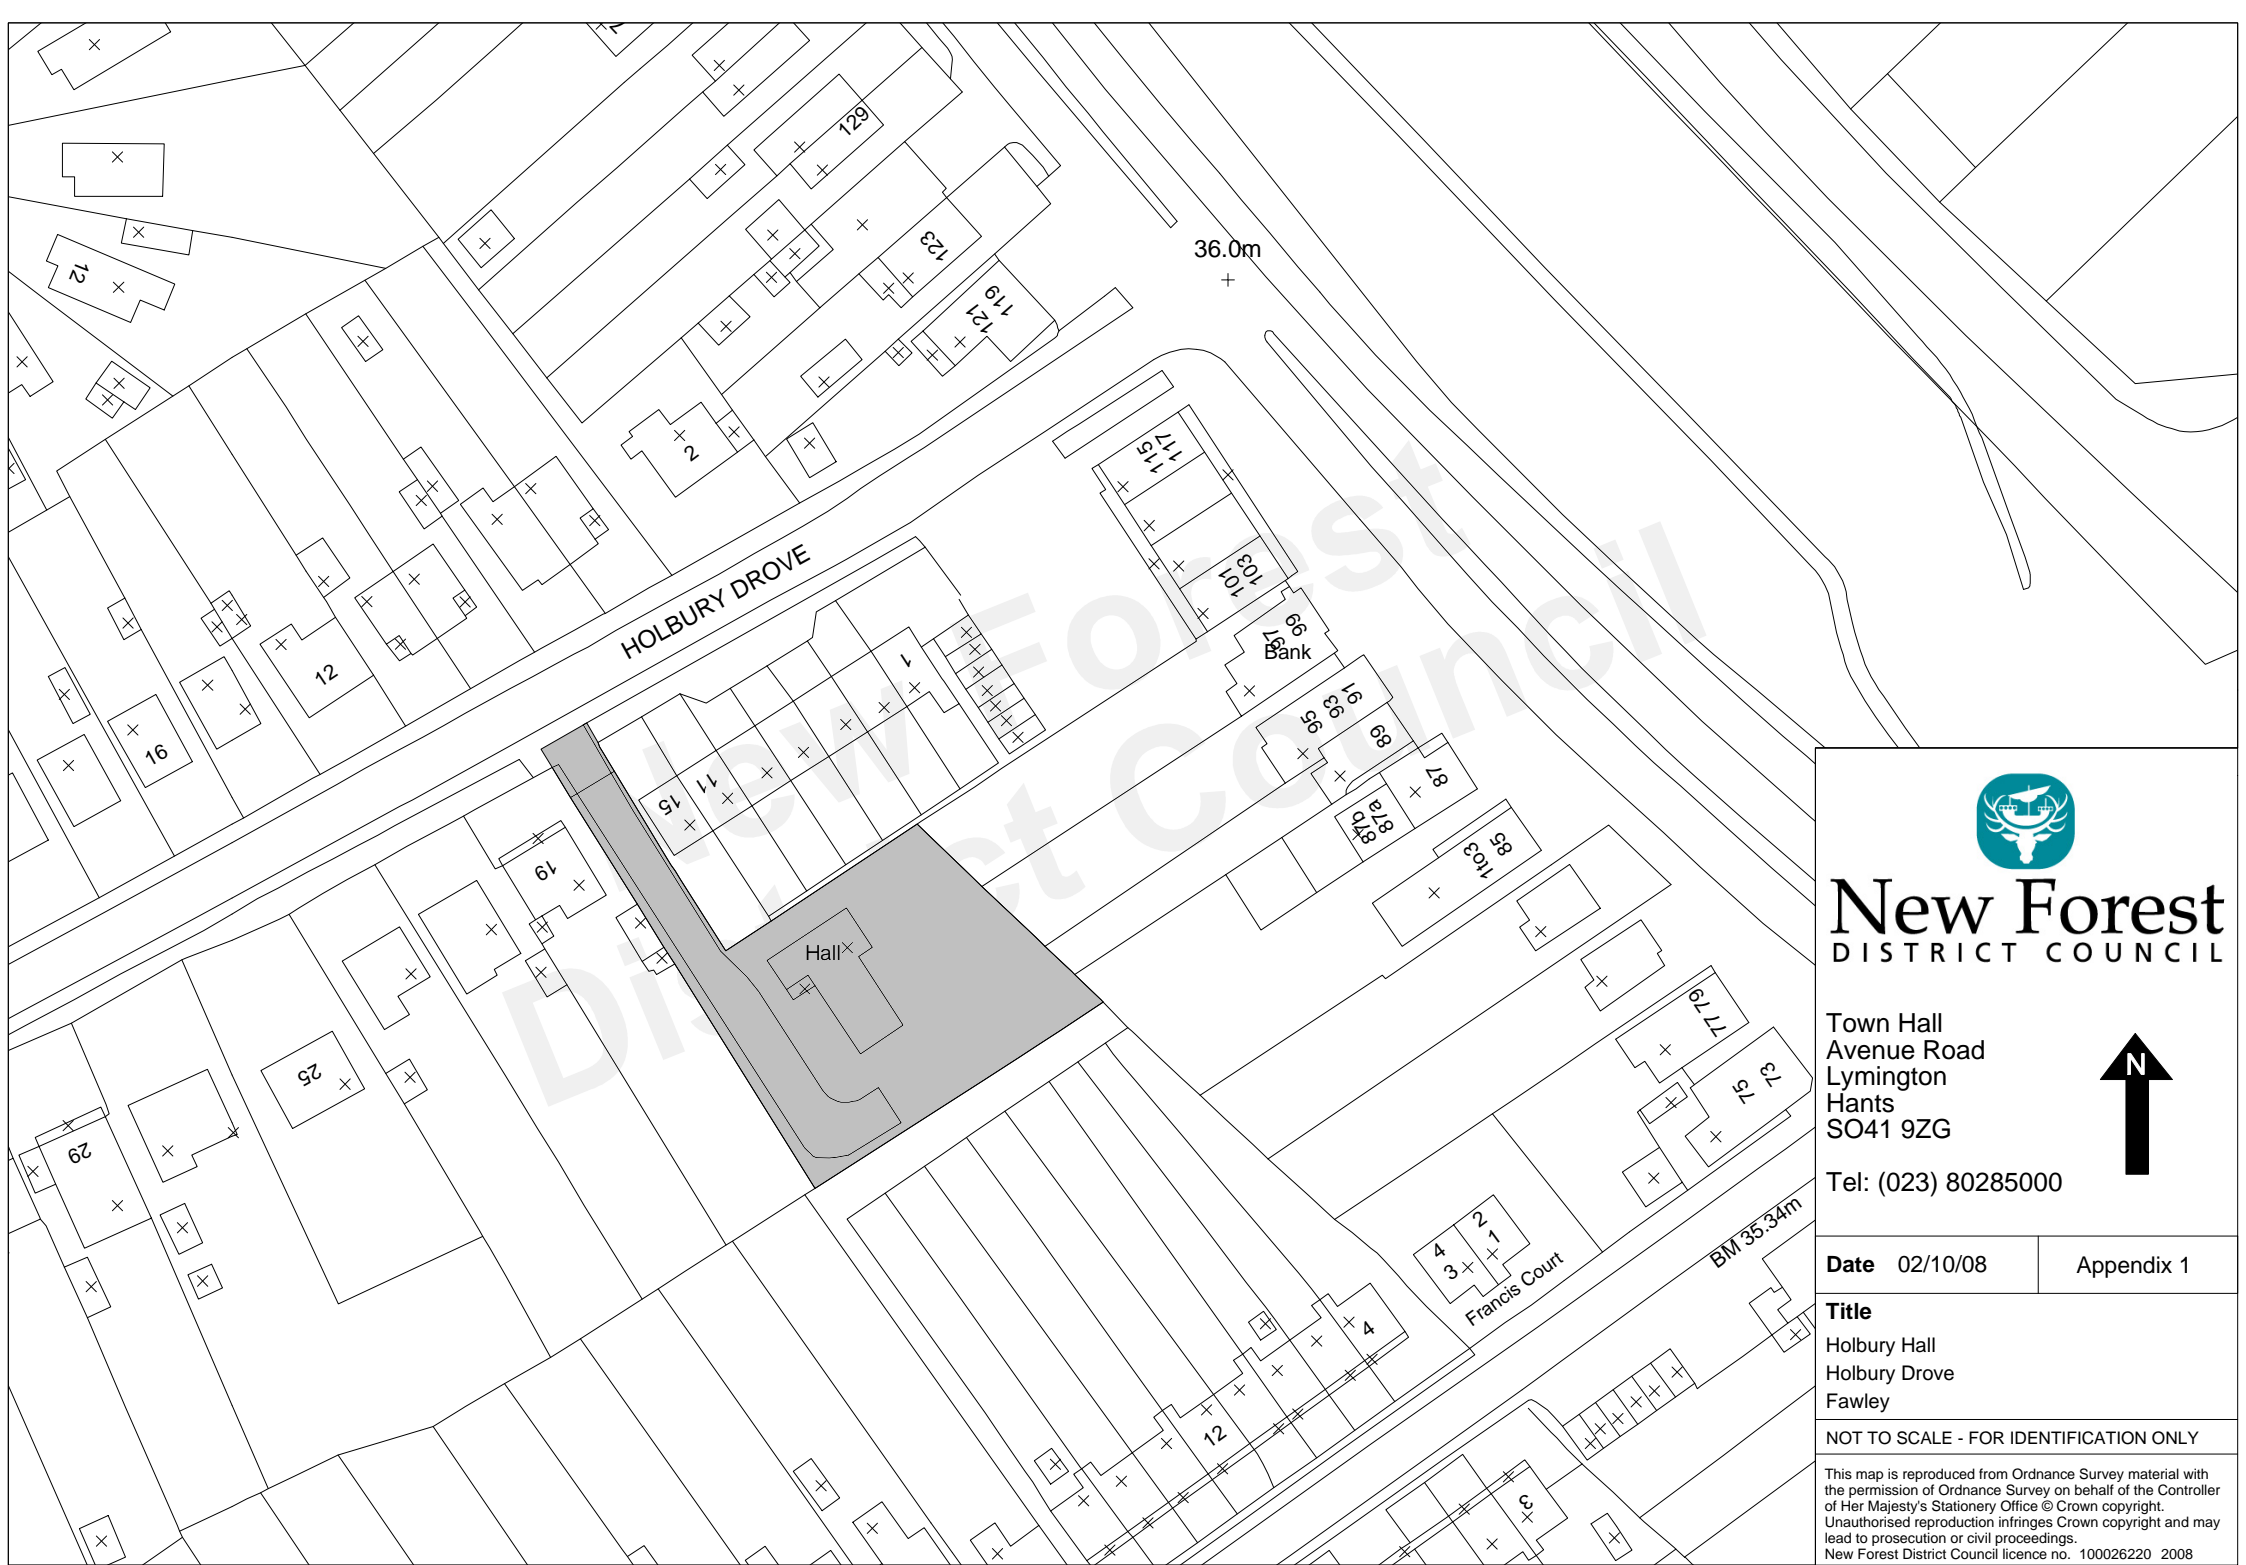 129
123
119
121
36.0m
12
2
HOLBURY DROVE
12
16
115
117
101
103
97
99
Bank
1
11
15
95
93
91
89
87
87b
87a
1to3
85
19
25
29
Hall
77 79
75
73
4
3
2
1
Francis Court
BM 35.34m
4
12
3
New Forest
District Council
New Forest
DISTRICT COUNCIL
Town Hall
Avenue Road
Lymington
Hants
SO41 9ZG
N
Tel: (023) 80285000
Date 02/10/08
Appendix 1
Title
Holbury Hall
Holbury Drove
Fawley
NOT TO SCALE - FOR IDENTIFICATION ONLY
This map is reproduced from Ordnance Survey material with
the permission of Ordnance Survey on behalf of the Controller
of Her Majesty's Stationery Office © Crown copyright.
Unauthorised reproduction infringes Crown copyright and may
lead to prosecution or civil proceedings.
New Forest District Council licence no. 100026220 2008